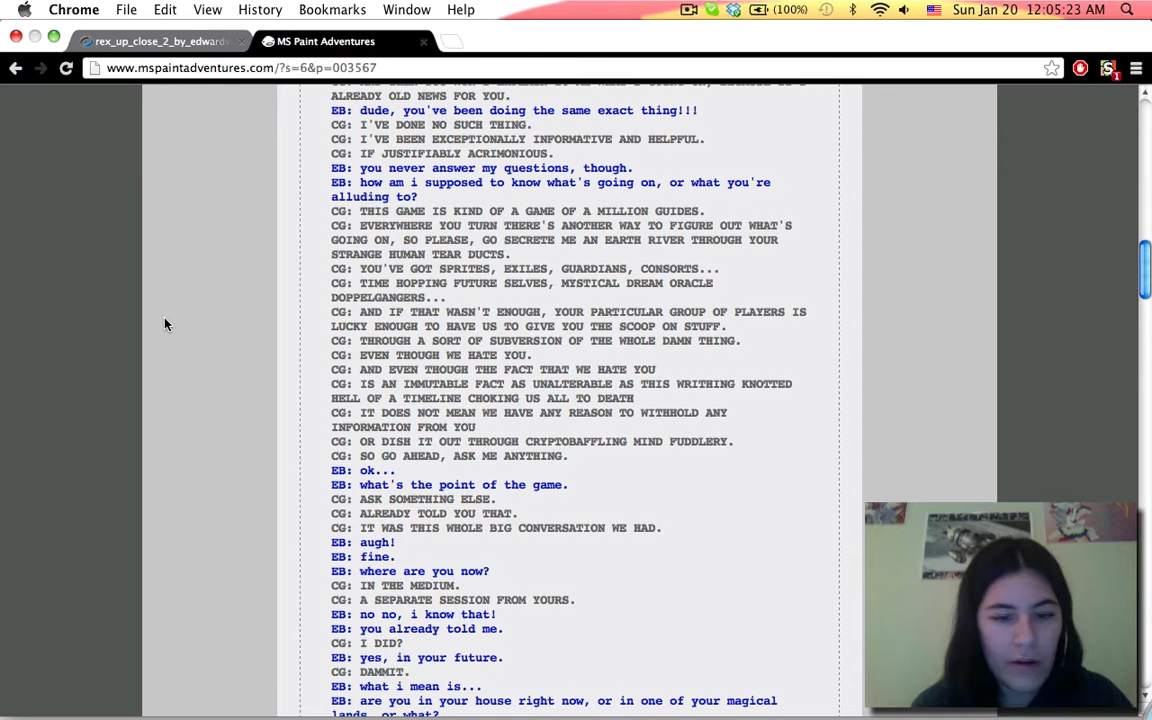 Chrome File Edit View History Bookmarks Window Help (100%) Sun Jan 20 12:05:23 AM
rex_up_close_2_by_edward
MS Paint Adventures
www.mspaintadventures.com/?s=6&p=003567
ALREADY OLD NEWS FOR YOU.
EB: dude, you've been doing the same exact thing!!!
CG: I'VE DONE NO SUCH THING.
CG: I'VE BEEN EXCEPTIONALLY INFORMATIVE AND HELPFUL.
CG: IF JUSTIFIABLY ACRIMONIOUS.
EB: you never answer my questions, though.
EB: how am i supposed to know what's going on, or what you're
alluding to?
CG: THIS GAME IS KIND OF A GAME OF A MILLION GUIDES.
CG: EVERYWHERE YOU TURN THERE'S ANOTHER WAY TO FIGURE OUT WHAT'S
GOING ON, SO PLEASE, GO SECRETE ME AN EARTH RIVER THROUGH YOUR
STRANGE HUMAN TEAR DUCTS.
CG: YOU'VE GOT SPRITES, EXILES, GUARDIANS, CONSORTS...
CG: TIME HOPPING FUTURE SELVES, MYSTICAL DREAM ORACLE
DOPPELGANGERS...
CG: AND IF THAT WASN'T ENOUGH, YOUR PARTICULAR GROUP OF PLAYERS IS
LUCKY ENOUGH TO HAVE US TO GIVE YOU THE SCOOP ON STUFF.
CG: THROUGH A SORT OF SUBVERSION OF THE WHOLE DAMN THING.
CG: EVEN THOUGH WE HATE YOU.
CG: AND EVEN THOUGH THE FACT THAT WE HATE YOU
CG: IS AN IMMUTABLE FACT AS UNALTERABLE AS THIS WRITHING KNOTTED
HELL OF A TIMELINE CHOKING US ALL TO DEATH
CG: IT DOES NOT MEAN WE HAVE ANY REASON TO WITHHOLD ANY
INFORMATION FROM YOU
CG: OR DISH IT OUT THROUGH CRYPTOBAFFLING MIND FUDDLERY.
CG: SO GO AHEAD, ASK ME ANYTHING.
EB: ok...
EB: what's the point of the game.
CG: ASK SOMETHING ELSE.
CG: ALREADY TOLD YOU THAT.
CG: IT WAS THIS WHOLE BIG CONVERSATION WE HAD.
EB: augh!
EB: fine.
EB: where are you now?
CG: IN THE MEDIUM.
CG: A SEPARATE SESSION FROM YOURS.
EB: no no, i know that!
EB: you already told me.
CG: I DID?
EB: yes, in your future.
CG: DAMMIT.
EB: what i mean is...
EB: are you in your house right now, or in one of your magical
lands, or what?